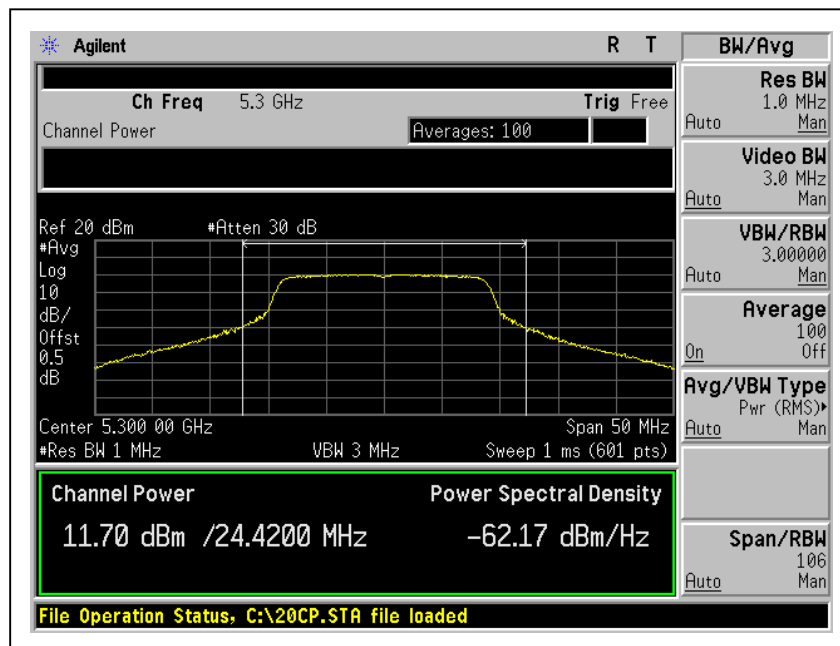 Agilent R T BW/Avg
Ch Freq 5.3 GHz Trig Free
Channel Power Averages: 100
Res BW
1.0 MHz
Auto Man
Video BW
3.0 MHz
Auto Man
VBW/RBW
3.00000
Auto Man
Average
100
On Off
Avg/VBW Type
Pwr (RMS)
Auto Man
Span/RBW
106
Auto Man
Ref 20 dBm #Atten 30 dB
#Avg
Log
10
dB/
Offst
0.5
dB
Center 5.300 00 GHz Span 50 MHz
#Res BW 1 MHz VBW 3 MHz Sweep 1 ms (601 pts)
Channel Power Power Spectral Density
11.70 dBm /24.4200 MHz -62.17 dBm/Hz
File Operation Status, C:\20CP.STA file loaded